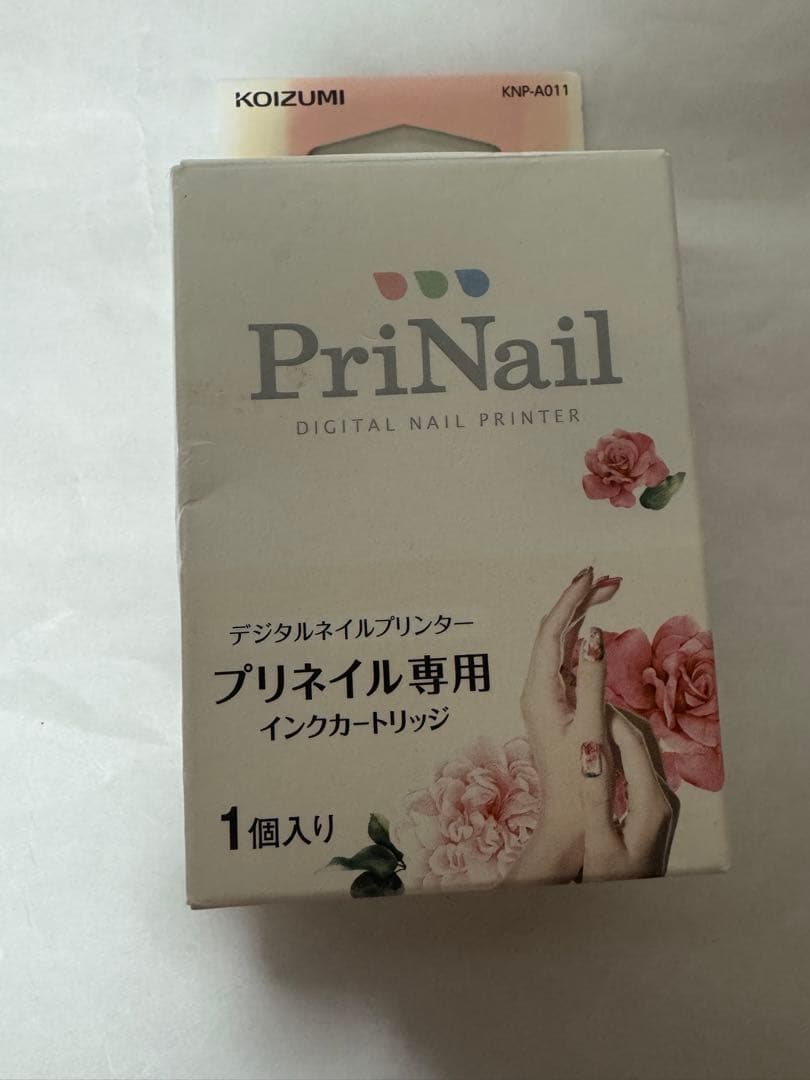 KOIZUMI
KNP-A011
PriNail
DIGITAL NAIL PRINTER
デジタルネイルプリンター
プリネイル専用
インクカートリッジ
1個入り